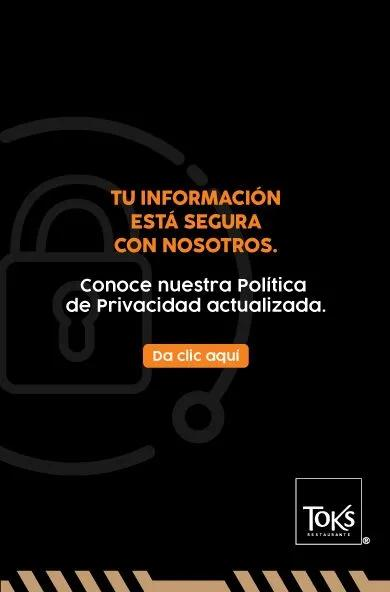 TU INFORMACIÓN
ESTÁ SEGURA
CON NOSOTROS.
Conoce nuestra Política
de Privacidad actualizada.
Da clic aquí
TOKS
RESTAURANTE
®